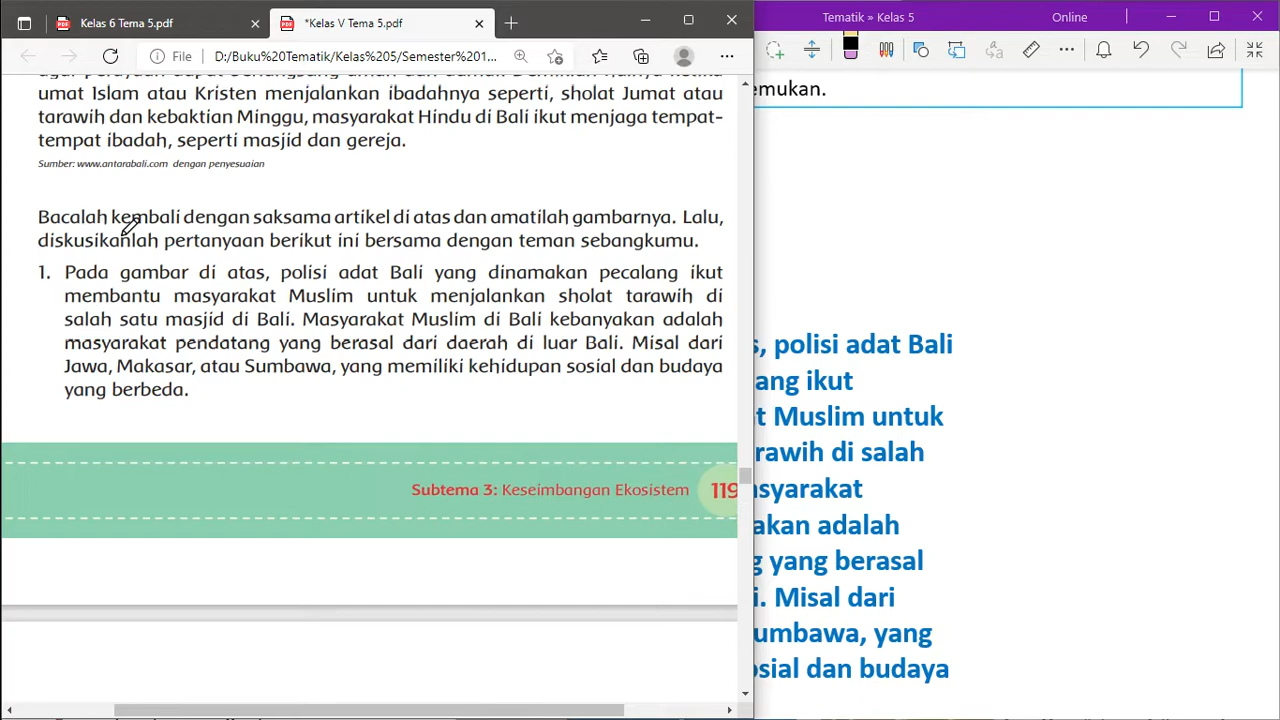 Kelas 6 Tema 5.pdf
*Kelas V Tema 5.pdf
Tematik » Kelas 5
Online
File
D:/Buku%20Tematik/Kelas%205/Semester%201...
umat Islam atau Kristen menjalankan ibadahnya seperti, sholat Jumat atau
tarawih dan kebaktian Minggu, masyarakat Hindu di Bali ikut menjaga tempat-
tempat ibadah, seperti masjid dan gereja.
Sumber: www.antarabali.com dengan penyesuaian
Bacalah kembali dengan saksama artikel di atas dan amatilah gambarnya. Lalu,
diskusikanlah pertanyaan berikut ini bersama dengan teman sebangkumu.
1. Pada gambar di atas, polisi adat Bali yang dinamakan pecalang ikut
membantu masyarakat Muslim untuk menjalankan sholat tarawih di
salah satu masjid di Bali. Masyarakat Muslim di Bali kebanyakan adalah
masyarakat pendatang yang berasal dari daerah di luar Bali. Misal dari
Jawa, Makasar, atau Sumbawa, yang memiliki kehidupan sosial dan budaya
yang berbeda.
Subtema 3: Keseimbangan Ekosistem
119
emukan.
s, polisi adat Bali
ang ikut
t Muslim untuk
rawih di salah
asyarakat
akan adalah
g yang berasal
i. Misal dari
umbawa, yang
osial dan budaya